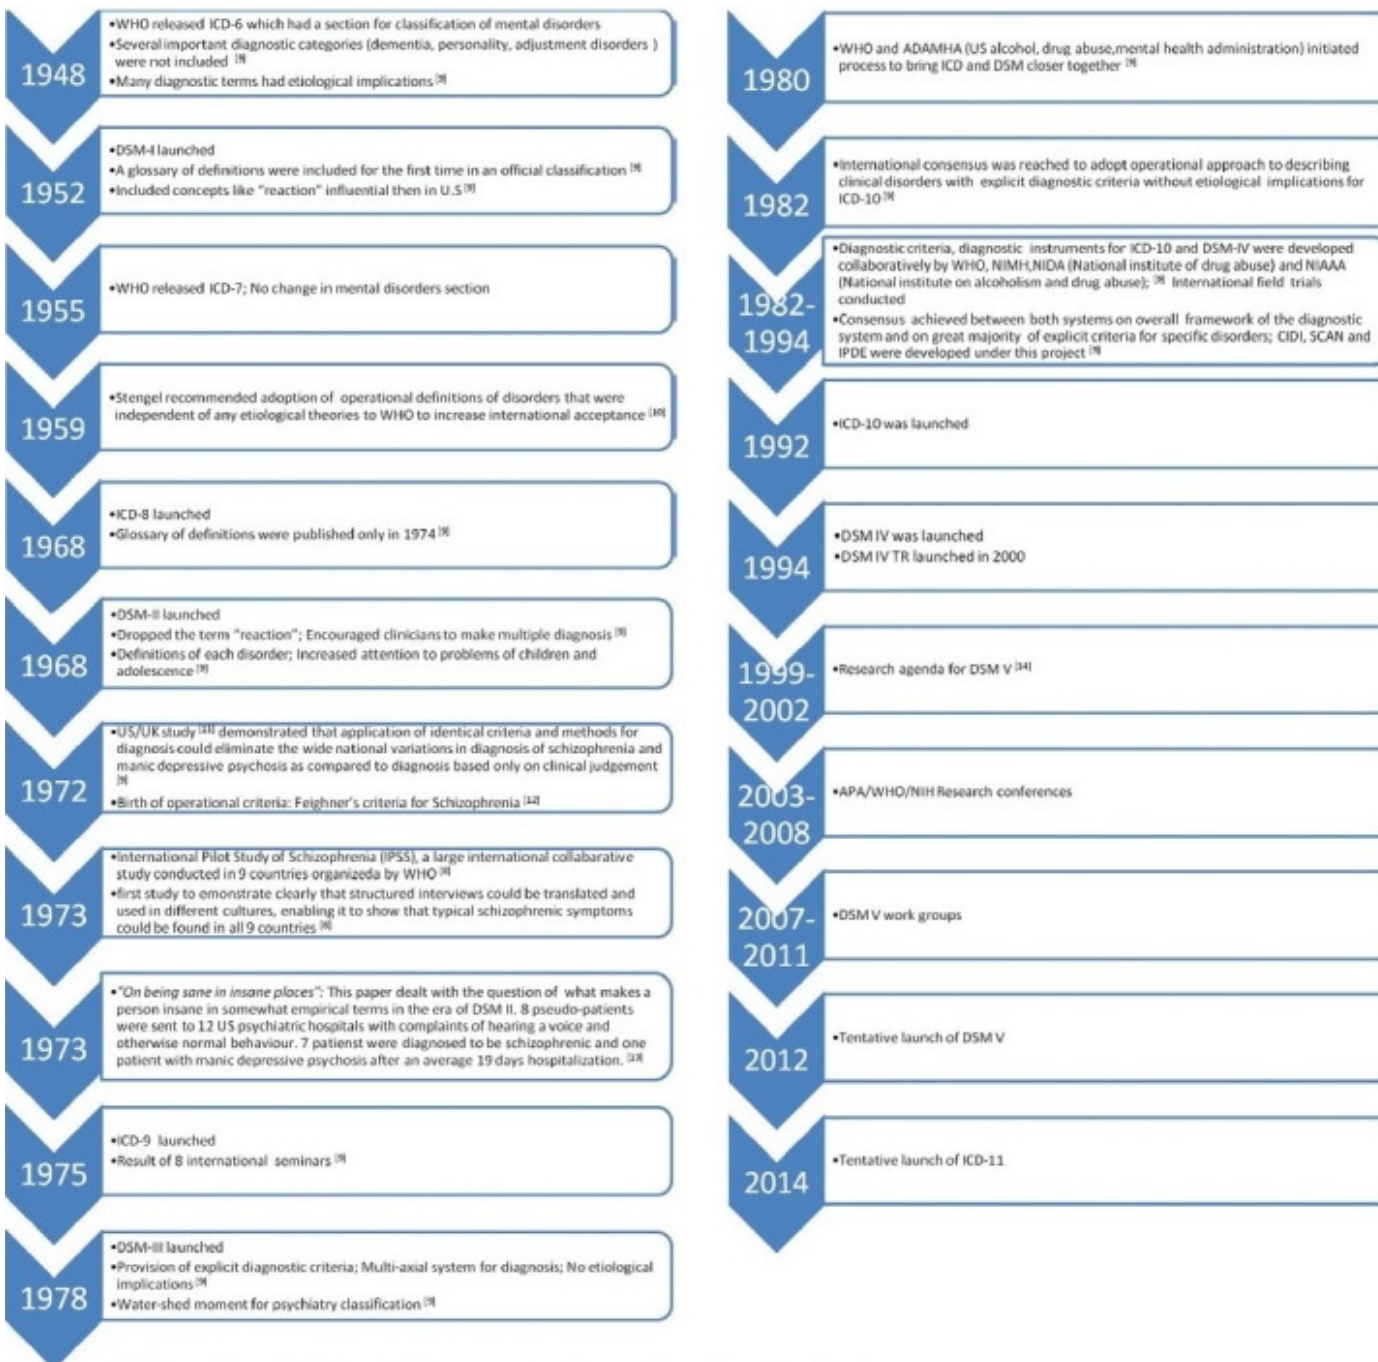 1948
•WHO released ICD-6 which had a section for classification of mental disorders
•Several important diagnostic categories (dementia, personality, adjustment disorders )
were not included [9]
•Many diagnostic terms had etiological implications [9]
1952
•DSM-I launched
•A glossary of definitions were included for the first time in an official classification [9]
•Included concepts like "reaction" influential then in U.S [9]
1955
•WHO released ICD-7; No change in mental disorders section
1959
•Stengel recommended adoption of operational definitions of disorders that were
independent of any etiological theories to WHO to increase international acceptance [10]
1968
•ICD-8 launched
•Glossary of definitions were published only in 1974 [9]
1968
•DSM-II launched
•Dropped the term "reaction"; Encouraged clinicians to make multiple diagnosis [9]
•Definitions of each disorder; Increased attention to problems of children and
adolescence [9]
1972
•US/UK study [11] demonstrated that application of identical criteria and methods for
diagnosis could eliminate the wide national variations in diagnosis of schizophrenia and
manic depressive psychosis as compared to diagnosis based only on clinical judgement
[9]
•Birth of operational criteria: Feighner's criteria for Schizophrenia [12]
1973
•International Pilot Study of Schizophrenia (IPSS), a large international collabarative
study conducted in 9 countries organizeda by WHO
•first study to emonstrate clearly that structured interviews could be translated and
used in different cultures, enabling it to show that typical schizophrenic symptoms
could be found in all 9 countries
1973
•"On being sane in insane places": This paper dealt with the question of what makes a
person insane in somewhat empirical terms in the era of DSM II. 8 pseudo-patients
were sent to 12 US psychiatric hospitals with complaints of hearing a voice and
otherwise normal behaviour. 7 patienst were diagnosed to be schizophrenic and one
patient with manic depressive psychosis after an average 19 days hospitalization. [13]
1975
•ICD-9 launched
•Result of 8 international seminars [9]
1978
•DSM-III launched
•Provision of explicit diagnostic criteria; Multi-axial system for diagnosis; No etiological
implications [9]
•Water-shed moment for psychiatry classification [9]
1980
•WHO and ADAMHA (US alcohol, drug abuse,mental health administration) initiated
process to bring ICD and DSM closer together [9]
1982
•International consensus was reached to adopt operational approach to describing
clinical disorders with explicit diagnostic criteria without etiological implications for
ICD-10 [9]
1982-
1994
•Diagnostic criteria, diagnostic instruments for ICD-10 and DSM-IV were developed
collaboratively by WHO, NIMH,NIDA (National institute of drug abuse) and NIAAA
(National institute on alcoholism and drug abuse); [9] International field trials
conducted
•Consensus achieved between both systems on overall framework of the diagnostic
system and on great majority of explicit criteria for specific disorders; CIDI, SCAN and
IPDE were developed under this project [9]
1992
•ICD-10 was launched
1994
•DSM IV was launched
•DSM IV TR launched in 2000
1999-
2002
•Research agenda for DSM V [14]
2003-
2008
•APA/WHO/NIH Research conferences
2007-
2011
•DSM V work groups
2012
•Tentative launch of DSM V
2014
•Tentative launch of ICD-11